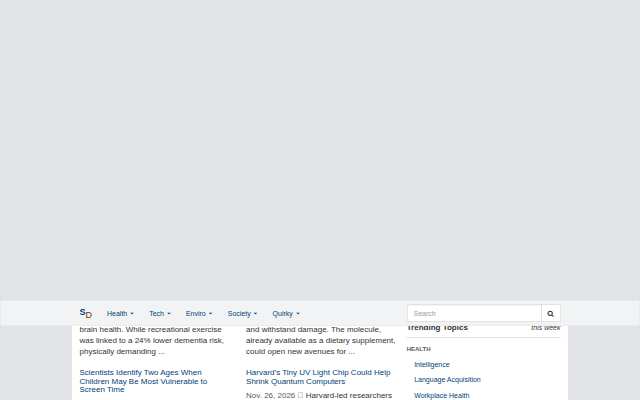 SD Health Tech Enviro Society Quirky Search
brain health. While recreational exercise
was linked to a 24% lower dementia risk,
physically demanding ...
Scientists Identify Two Ages When
Children May Be Most Vulnerable to
Screen Time
and withstand damage. The molecule,
already available as a dietary supplement,
could open new avenues for ...
Harvard's Tiny UV Light Chip Could Help
Shrink Quantum Computers
Nov. 26, 2026 Harvard-led researchers
Trending Topics this week
HEALTH
Intelligence
Language Acquisition
Workplace Health